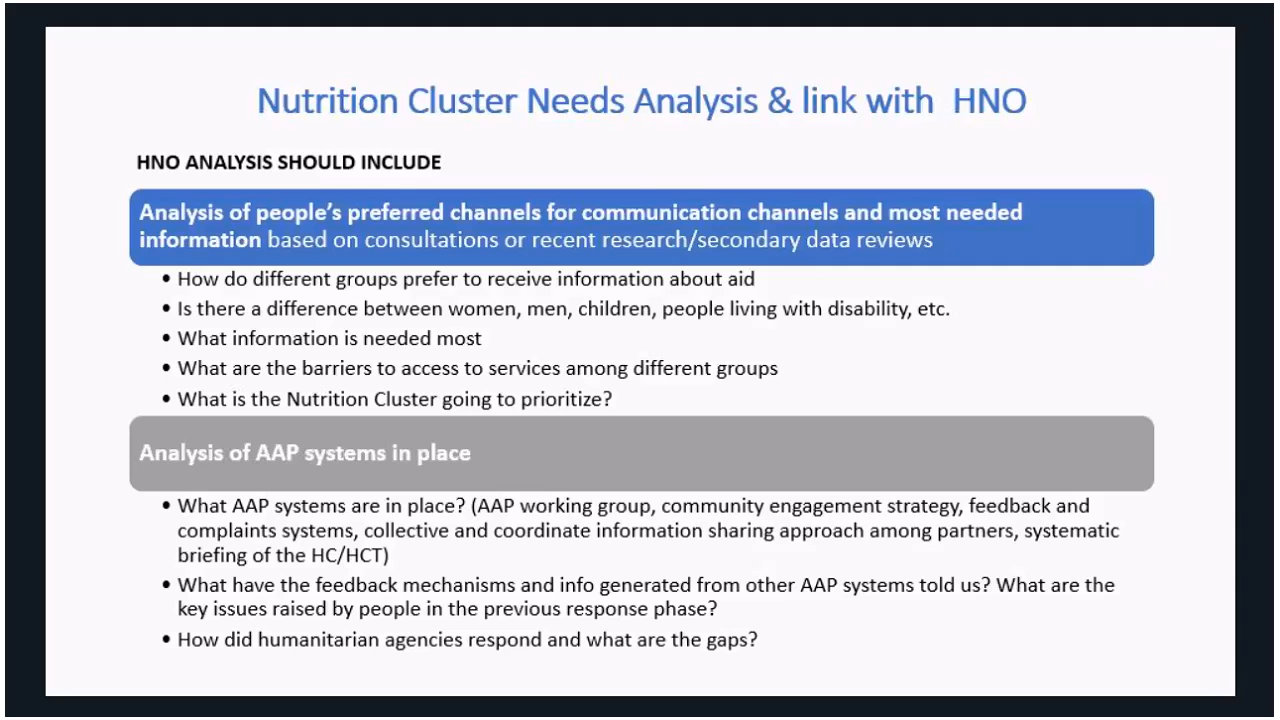 Nutrition Cluster Needs Analysis & link with HNO
HNO ANALYSIS SHOULD INCLUDE
Analysis of people's preferred channels for communication channels and most needed
information based on consultations or recent research/secondary data reviews
• How do different groups prefer to receive information about aid
• Is there a difference between women, men, children, people living with disability, etc.
• What information is needed most
• What are the barriers to access to services among different groups
• What is the Nutrition Cluster going to prioritize?
Analysis of AAP systems in place
• What AAP systems are in place? (AAP working group, community engagement strategy, feedback and
complaints systems, collective and coordinate information sharing approach among partners, systematic
briefing of the HC/HCT)
• What have the feedback mechanisms and info generated from other AAP systems told us? What are the
key issues raised by people in the previous response phase?
• How did humanitarian agencies respond and what are the gaps?